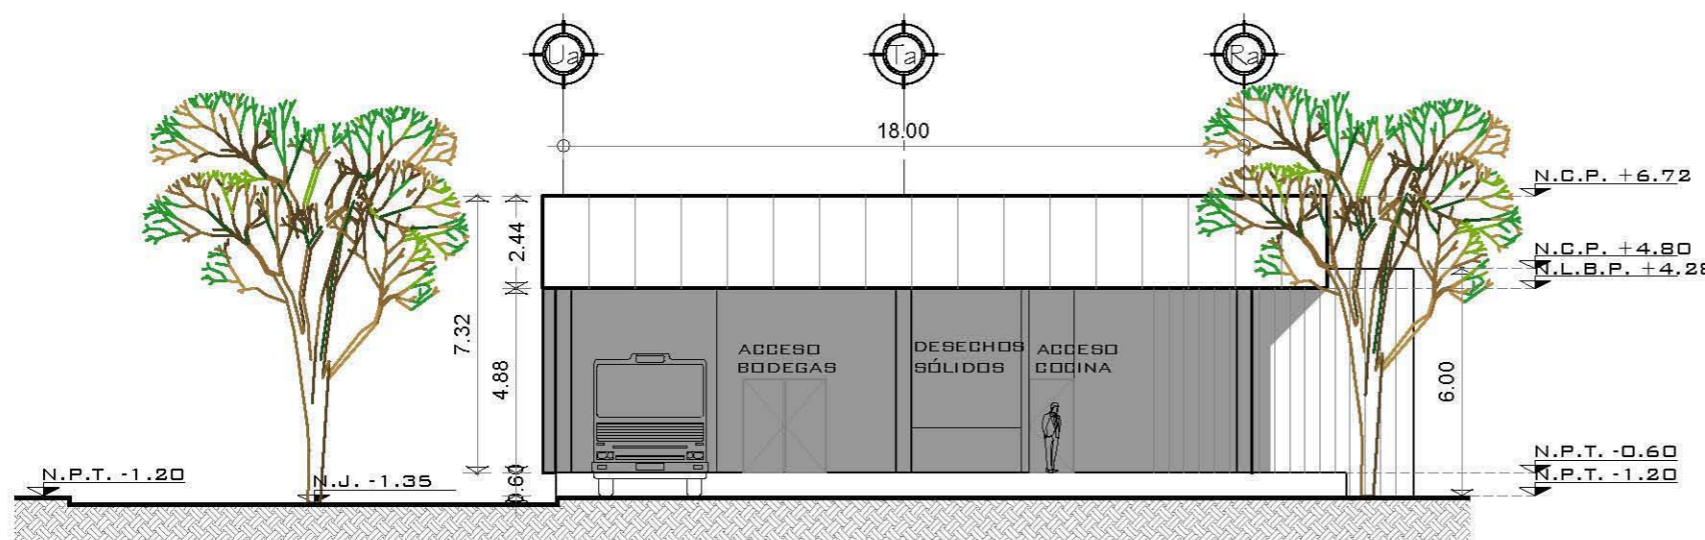 Ua
Ta
Ra
18.00
N.C.P. +6.72
2.44
N.C.P. +4.80
N.L.B.P. +4.28
7.32
4.88
ACCESO
BODEGAS
DESECHOS
SÓLIDOS
ACCESO
COCINA
6.00
N.P.T. -1.20
N.J. -1.35
.60
N.P.T. -0.60
N.P.T. -1.20